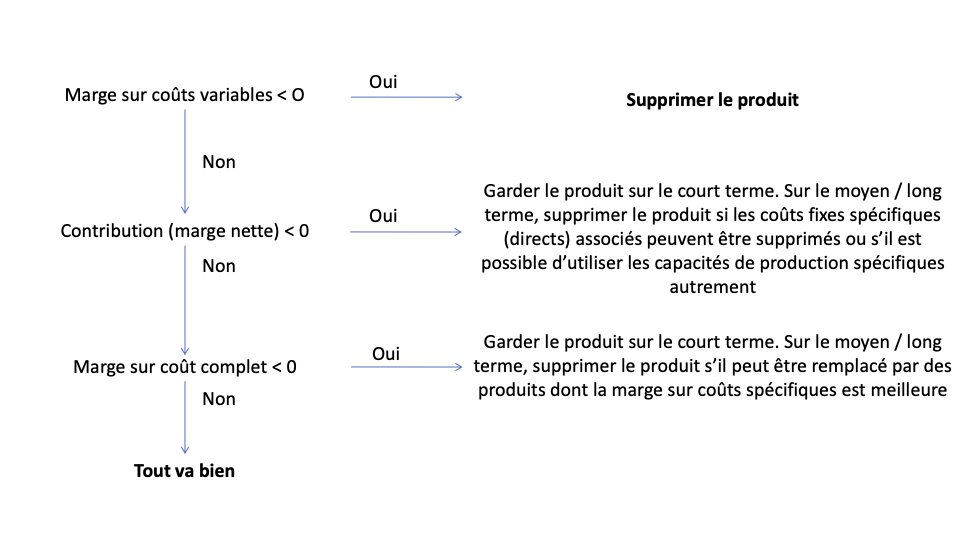 Oui
Marge sur coûts variables < O
Supprimer le produit
Non
Contribution (marge nette) < 0
Oui
Garder le produit sur le court terme. Sur le moyen / long
terme, supprimer le produit si les coûts fixes spécifiques
(directs) associés peuvent être supprimés ou s’il est
possible d’utiliser les capacités de production spécifiques
autrement
Non
Marge sur coût complet < 0
Oui
Garder le produit sur le court terme. Sur le moyen / long
terme, supprimer le produit s’il peut être remplacé par des
produits dont la marge sur coûts spécifiques est meilleure
Non
Tout va bien